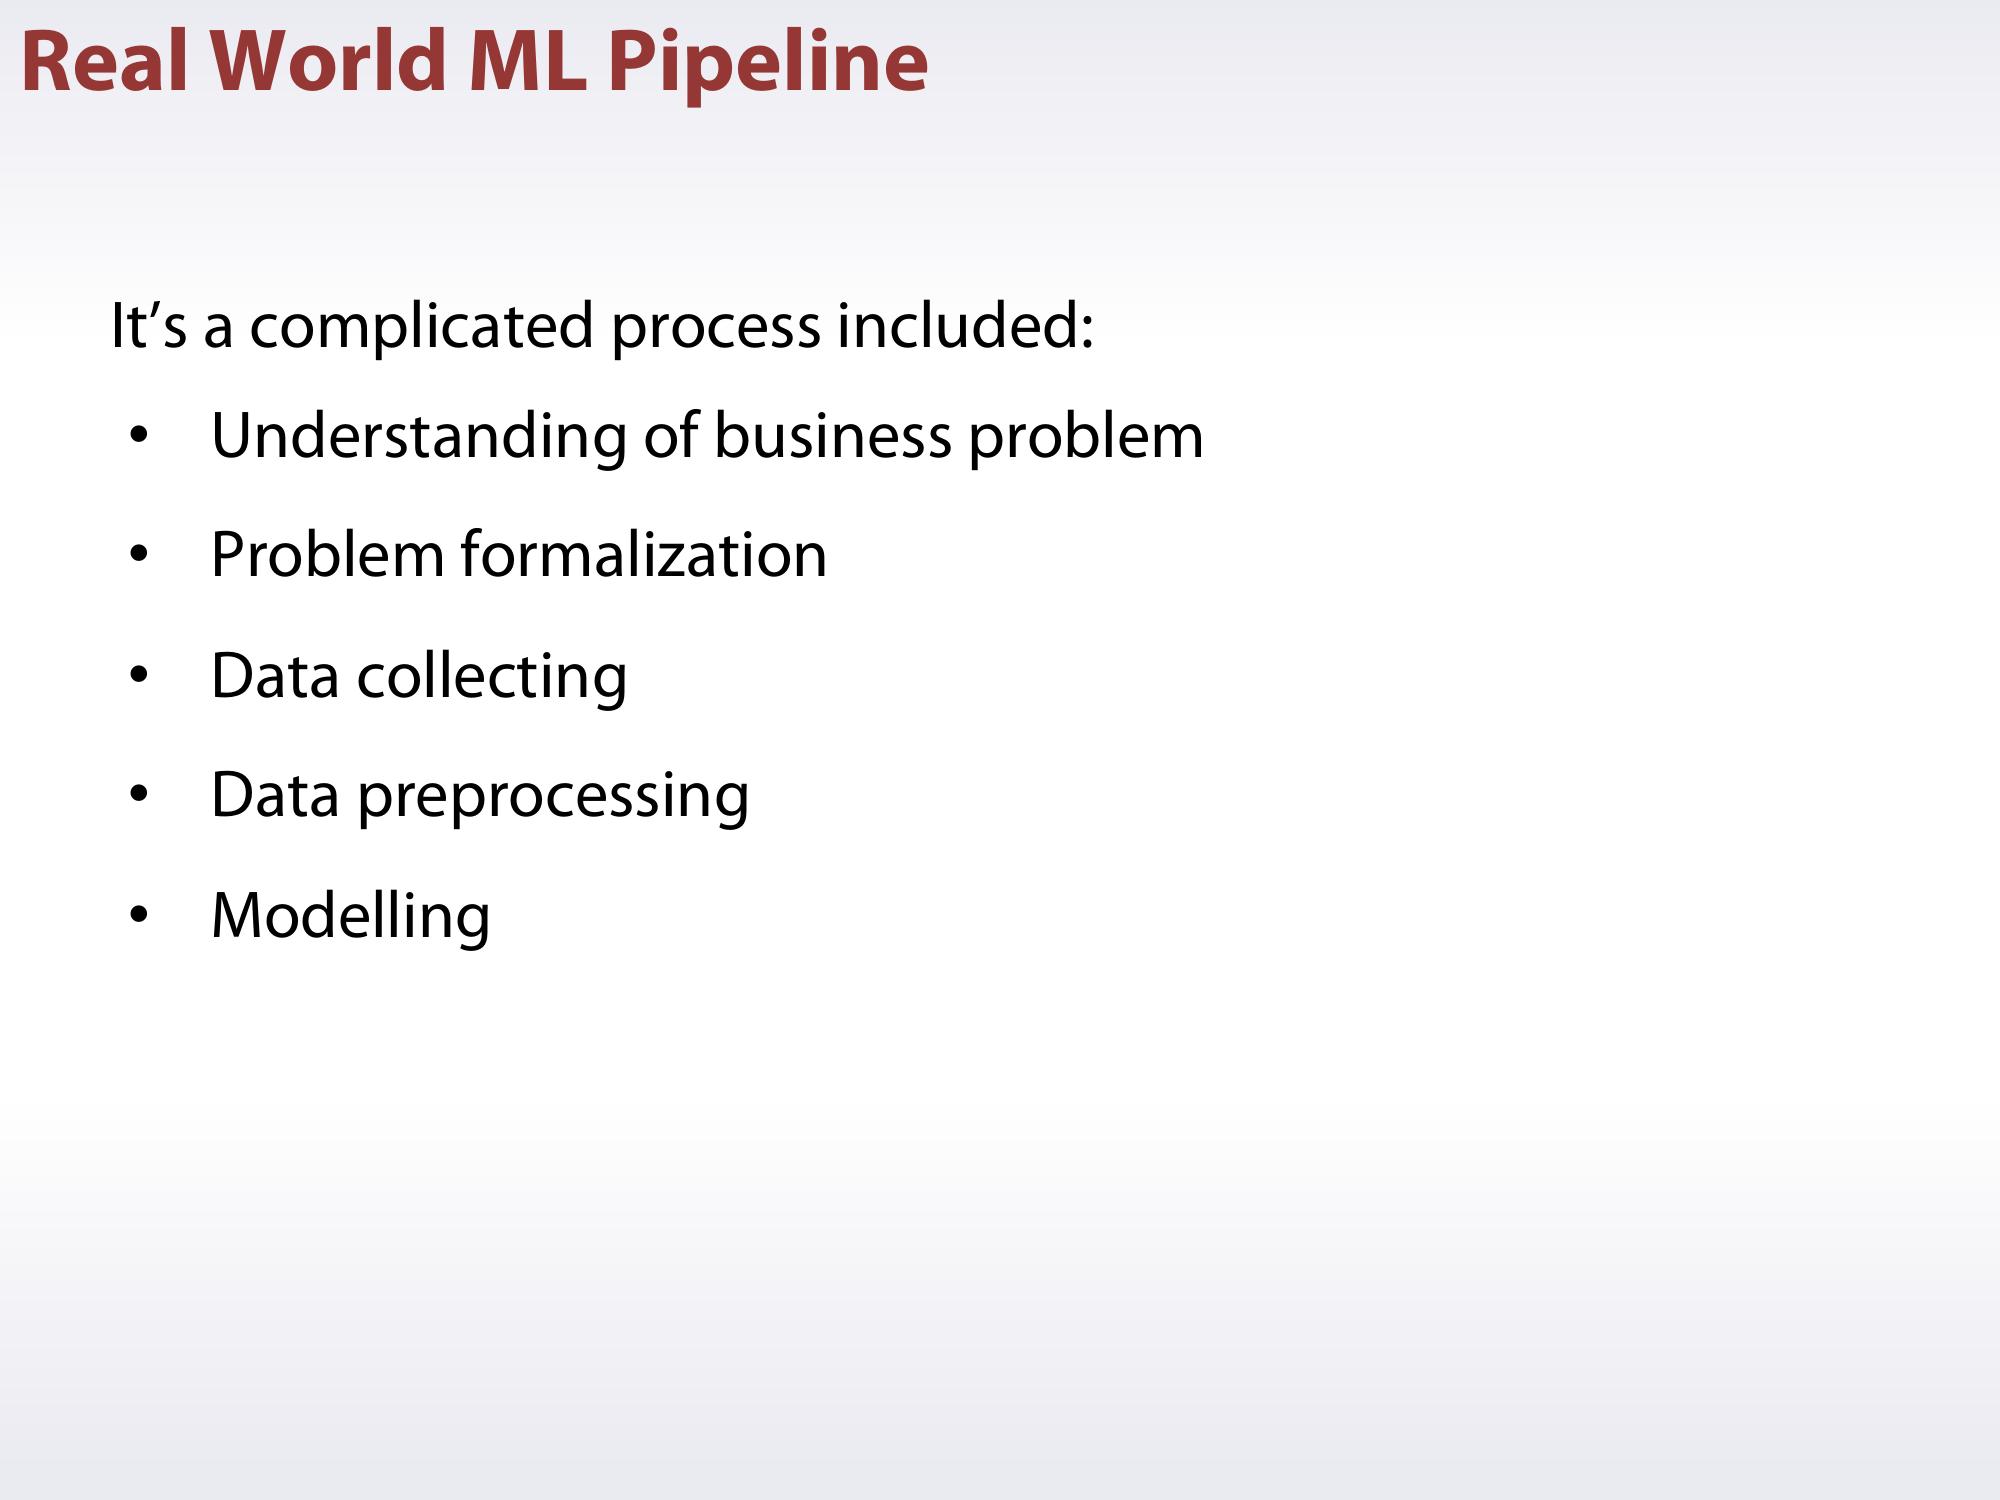 Real World ML Pipeline
It’s a complicated process included:
• Understanding of business problem
• Problem formalization
• Data collecting
• Data preprocessing
• Modelling